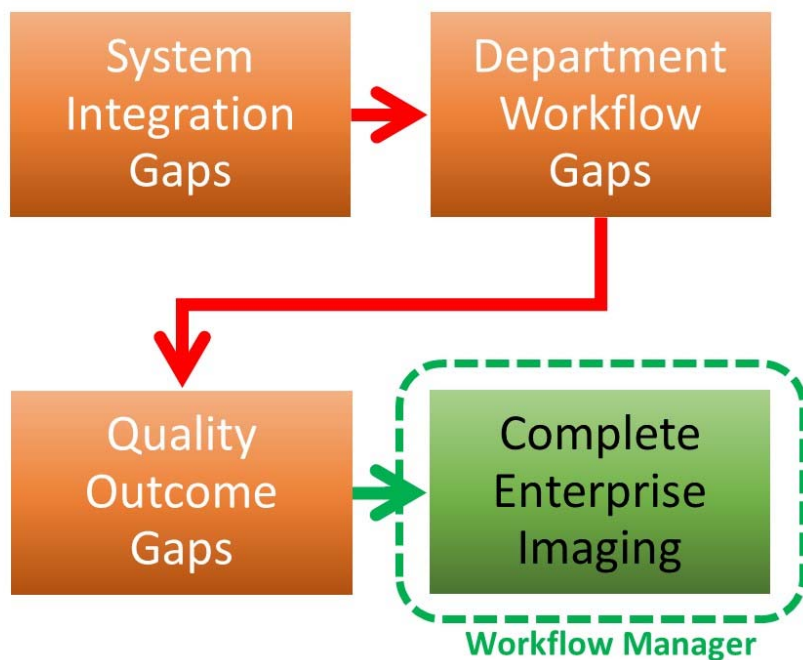 System
Integration
Gaps
Department
Workflow
Gaps
Quality
Outcome
Gaps
Complete
Enterprise
Imaging
Workflow Manager